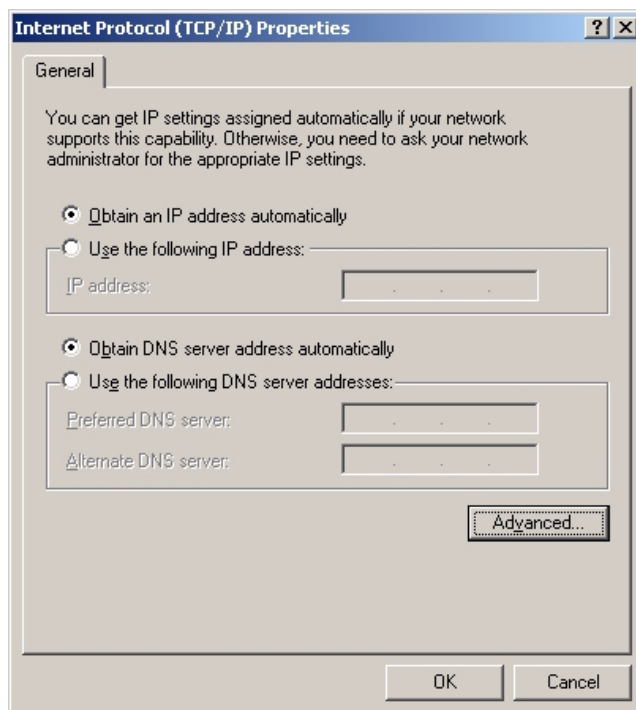 Internet Protocol (TCP/IP) Properties
General
You can get IP settings assigned automatically if your network
supports this capability. Otherwise, you need to ask your network
administrator for the appropriate IP settings.
Obtain an IP address automatically
Use the following IP address:
IP address:
Obtain DNS server address automatically
Use the following DNS server addresses:
Preferred DNS server:
Alternate DNS server:
Advanced...
OK Cancel